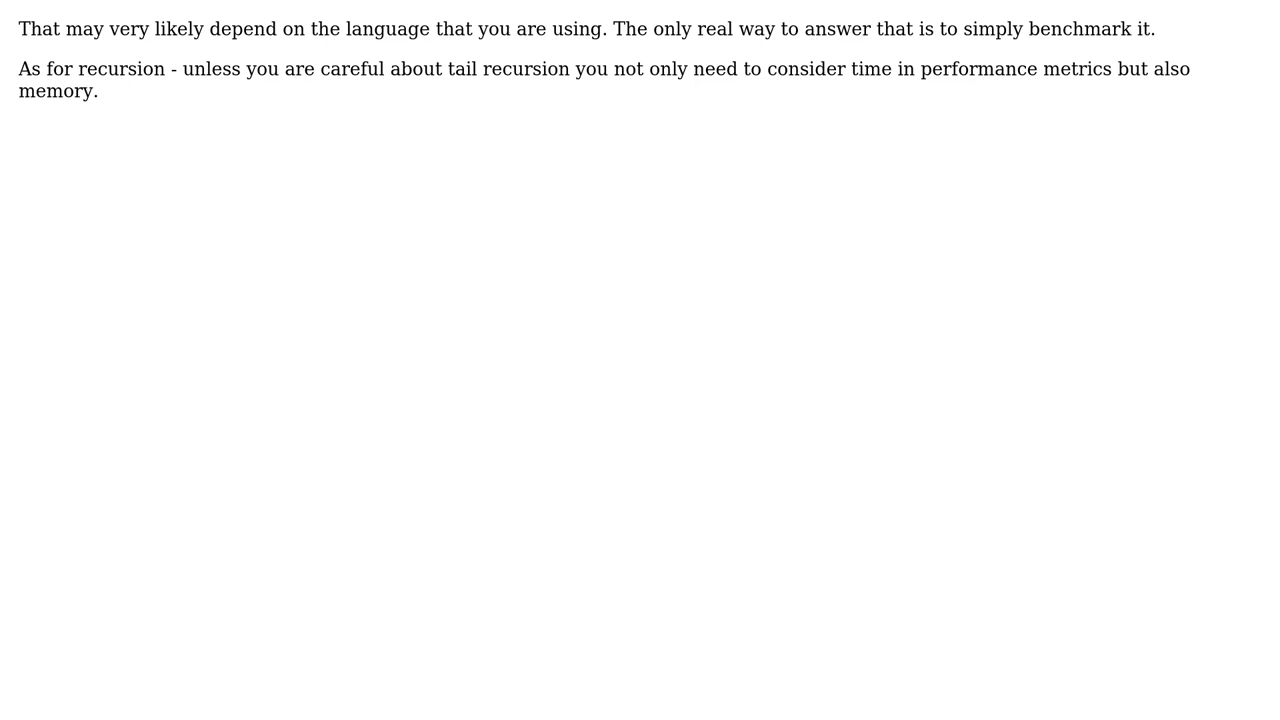 That may very likely depend on the language that you are using. The only real way to answer that is to simply benchmark it.
As for recursion - unless you are careful about tail recursion you not only need to consider time in performance metrics but also
memory.